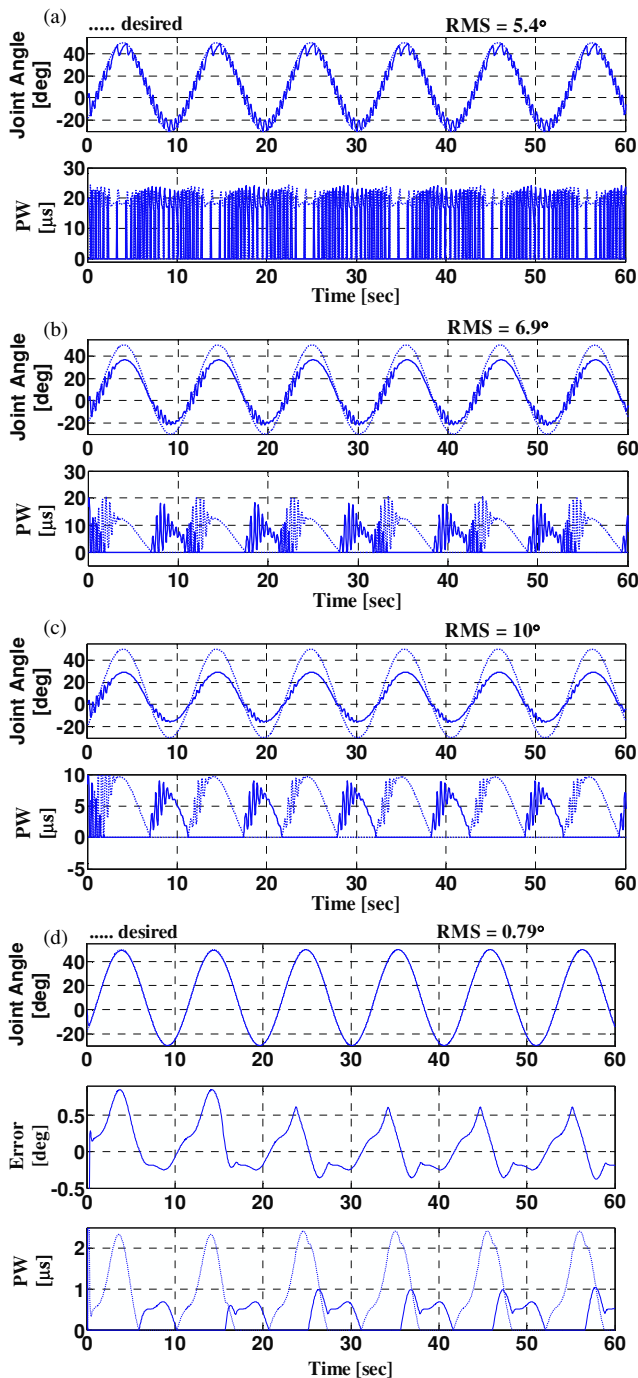 (a) ..... desired RMS = 5.4°
Joint Angle [deg]
40
20
0
-20
0 10 20 30 40 50 60
PW [μs]
30
20
10
0
0 10 20 30 40 50 60
Time [sec]
(b) RMS = 6.9°
Joint Angle [deg]
40
20
0
-20
0 10 20 30 40 50 60
PW [μs]
30
20
10
0
0 10 20 30 40 50 60
Time [sec]
(c) RMS = 10°
Joint Angle [deg]
40
20
0
-20
0 10 20 30 40 50 60
PW [μs]
10
5
0
-5
0 10 20 30 40 50 60
Time [sec]
(d) ..... desired RMS = 0.79°
Joint Angle [deg]
40
20
0
-20
0 10 20 30 40 50 60
Error [deg]
0.5
0
-0.5
0 10 20 30 40 50 60
PW [μs]
2
1
0
0 10 20 30 40 50 60
Time [sec]